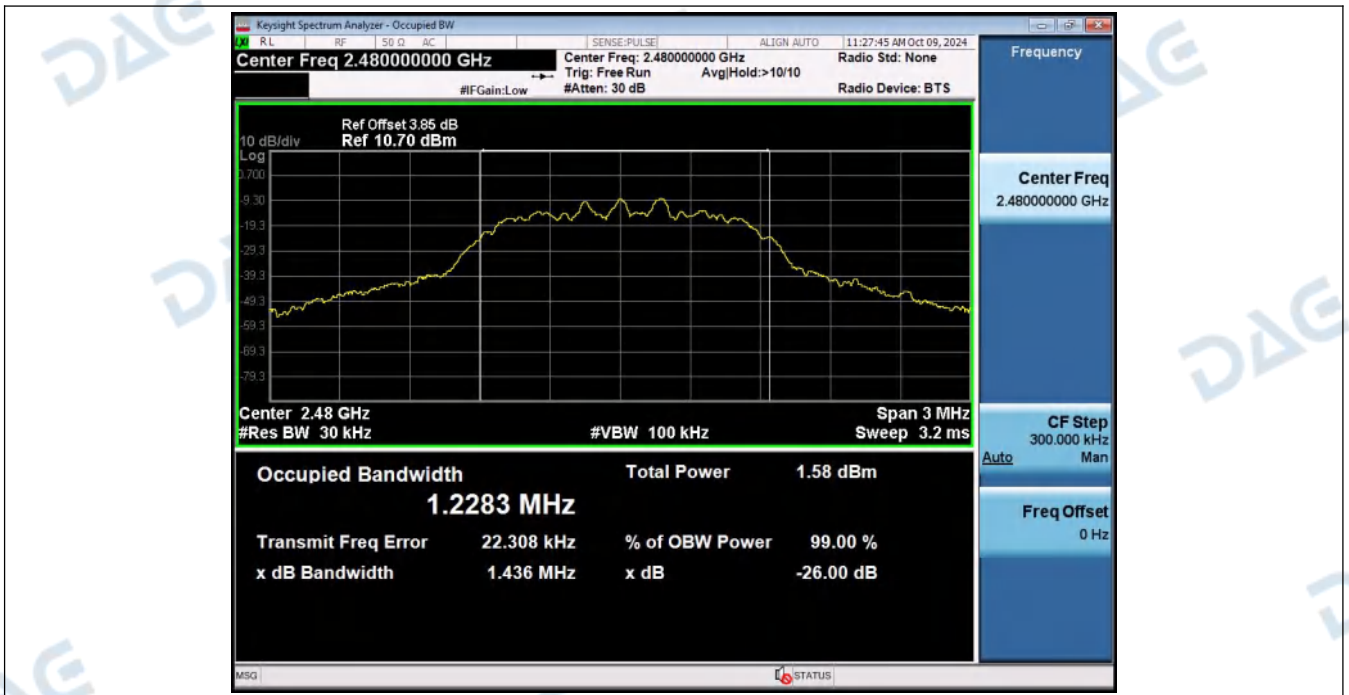 DAG
DAG
Keysight Spectrum Analyzer - Occupied BW
LXI RL RF 50 Ω AC SENSE:PULSE ALIGN AUTO 11:27:45 AM Oct 09, 2024
Center Freq 2.480000000 GHz Center Freq: 2.480000000 GHz Radio Std: None
Trig: Free Run Avg|Hold:>10/10
#IFGain:Low #Atten: 30 dB Radio Device: BTS
Ref Offset 3.85 dB
10 dB/div Ref 10.70 dBm
Log
0.700
-9.30
-19.3
-29.3
-39.3
-49.3
-59.3
-69.3
-79.3
Center 2.48 GHz Span 3 MHz
#Res BW 30 kHz #VBW 100 kHz Sweep 3.2 ms
Occupied Bandwidth Total Power 1.58 dBm
1.2283 MHz
Transmit Freq Error 22.308 kHz % of OBW Power 99.00 %
x dB Bandwidth 1.436 MHz x dB -26.00 dB
MSG STATUS
Frequency
Center Freq
2.480000000 GHz
CF Step
300.000 kHz
Auto Man
Freq Offset
0 Hz
DAG